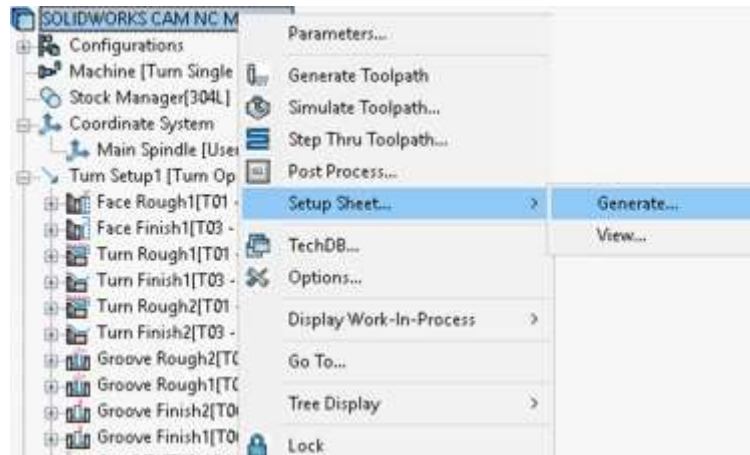 SOLIDWORKS CAM NC M
Configurations
Machine [Turn Single
Stock Manager[304L]
Coordinate System
Main Spindle [User
Turn Setup1 [Turn Op
Face Rough1[T01 -
Face Finish1[T03 -
Turn Rough1[T01
Turn Finish1[T03 -
Turn Rough2[T01
Turn Finish2[T03 -
Groove Rough2[T0
Groove Rough1[T0
Groove Finish2[T0
Groove Finish1[T0
Parameters...
Generate Toolpath
Simulate Toolpath...
Step Thru Toolpath...
Post Process...
Setup Sheet...
TechDB...
Options...
Display Work-In-Process
Go To...
Tree Display
Lock
Generate...
View...